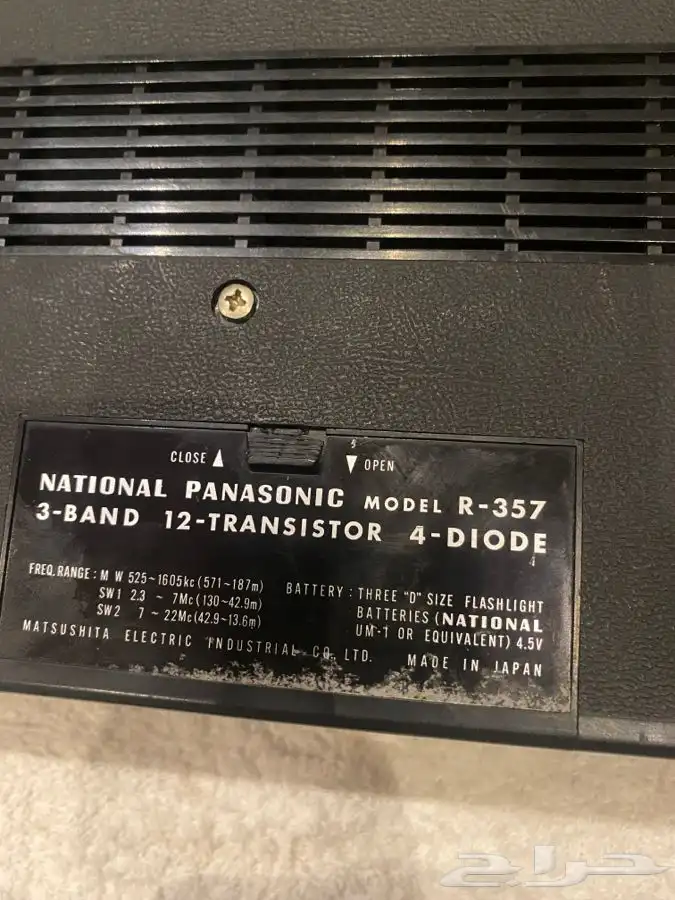 CLOSE ▲ ▼ OPEN
NATIONAL PANASONIC MODEL R-357
3-BAND 12-TRANSISTOR 4-DIODE
FREQ. RANGE : M W 525~1605kc (571~187m)
SW1 2.3 ~ 7Mc (130~42.9m)
SW2 7 ~ 22Mc (42.9~13.6m)
BATTERY : THREE "D" SIZE FLASHLIGHT
BATTERIES (NATIONAL
UM-1 OR EQUIVALENT) 4.5V
MATSUSHITA ELECTRIC INDUSTRIAL CO., LTD. MADE IN JAPAN
حراج